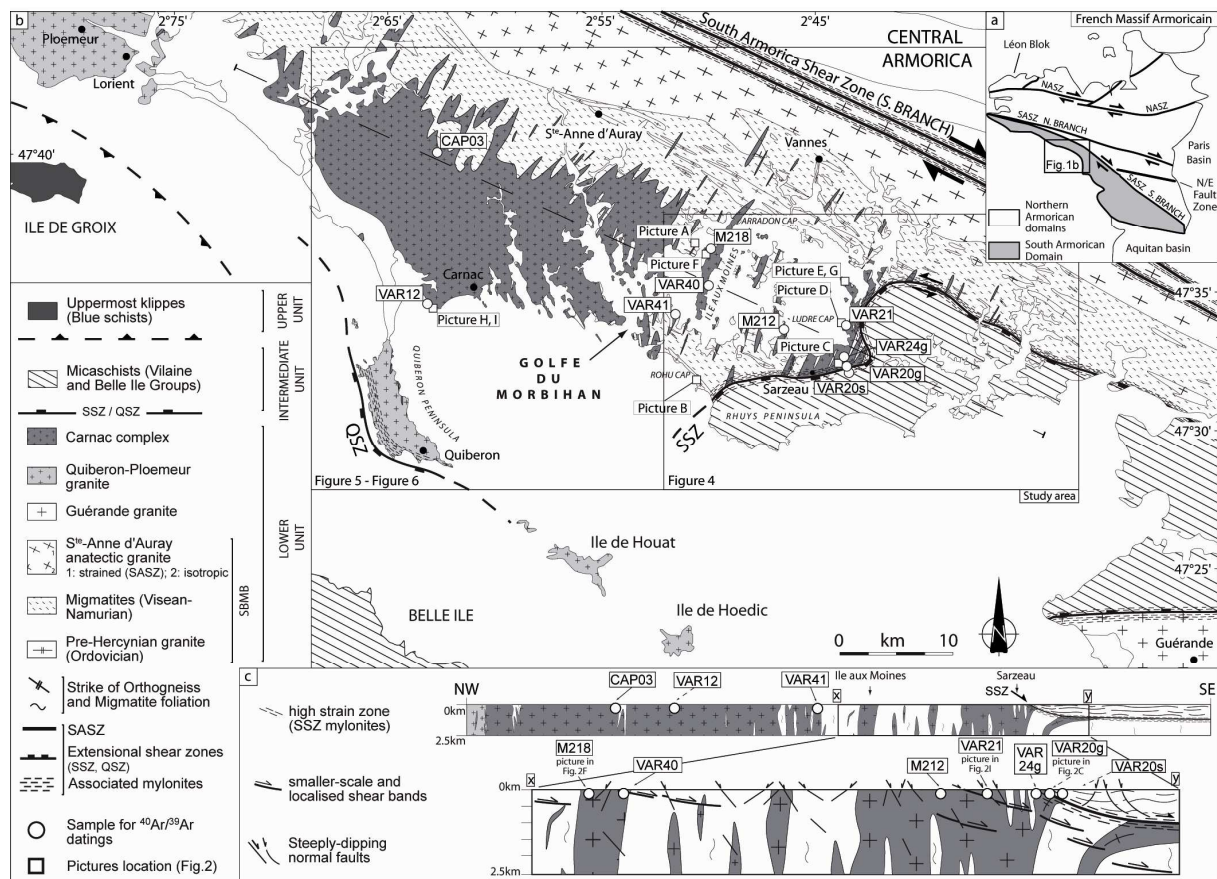 b
2°75'
2°65'
2°55'
2°45'
Ploemeur
Lorient
47°40'
ILE DE GROIX
CAP03
Ste-Anne d'Auray
South Armorica Shear Zone (S. BRANCH)
CENTRAL
ARMORICA
Vannes
ARRADON CAP
Picture A
M218
Picture F
ILE AUX MOINES
VAR40
Picture E, G
Picture D
VAR41
M212
LUDRE CAP
VAR21
Picture C
VAR24g
VAR20g
VAR20s
Sarzeau
ROHU CAP
Picture B
SSZ
RHUYS PENINSULA
Carnac
VAR12
Picture H, I
GOLFE
DU
MORBIHAN
QUIBERON PENINSULA
QSZ
Quiberon
Figure 5 - Figure 6
Figure 4
Study area
47°35'
47°30'
47°25'
Ile de Houat
Ile de Hoedic
BELLE ILE
N
0 km 10
Guérande
a
French Massif Armoricain
Léon Blok
NASZ
NASZ
SASZ N. BRANCH
Fig.1b
SASZ S. BRANCH
Paris
Basin
N/E
Fault
Zone
Northern
Armorican
domains
South Armorican
Domain
Aquitan basin
Uppermost klippes
(Blue schists)
UPPER
UNIT
Micaschists (Vilaine
and Belle Ile Groups)
INTERMEDIATE
UNIT
SSZ / QSZ
Carnac complex
Quiberon-Ploemeur
granite
Guérande granite
Ste-Anne d'Auray
anatectic granite
1: strained (SASZ); 2: isotropic
Migmatites (Visean-
Namurian)
Pre-Hercynian granite
(Ordovician)
SBMB
LOWER
UNIT
Strike of Orthogneiss
and Migmatite foliation
SASZ
Extensional shear zones
(SSZ, QSZ)
Associated mylonites
Sample for 40Ar/39Ar
datings
Pictures location (Fig.2)
c
high strain zone
(SSZ mylonites)
smaller-scale and
localised shear bands
Steeply-dipping
normal faults
NW
SE
CAP03
VAR12
VAR41
Ile aux Moines
Sarzeau
SSZ
x
y
0km
2.5km
M218
picture
in Fig.2F
VAR40
M212
VAR21
picture
in Fig.2I
VAR
24g
VAR20g
picture in
Fig.2C
VAR20s
x
y
0km
2.5km